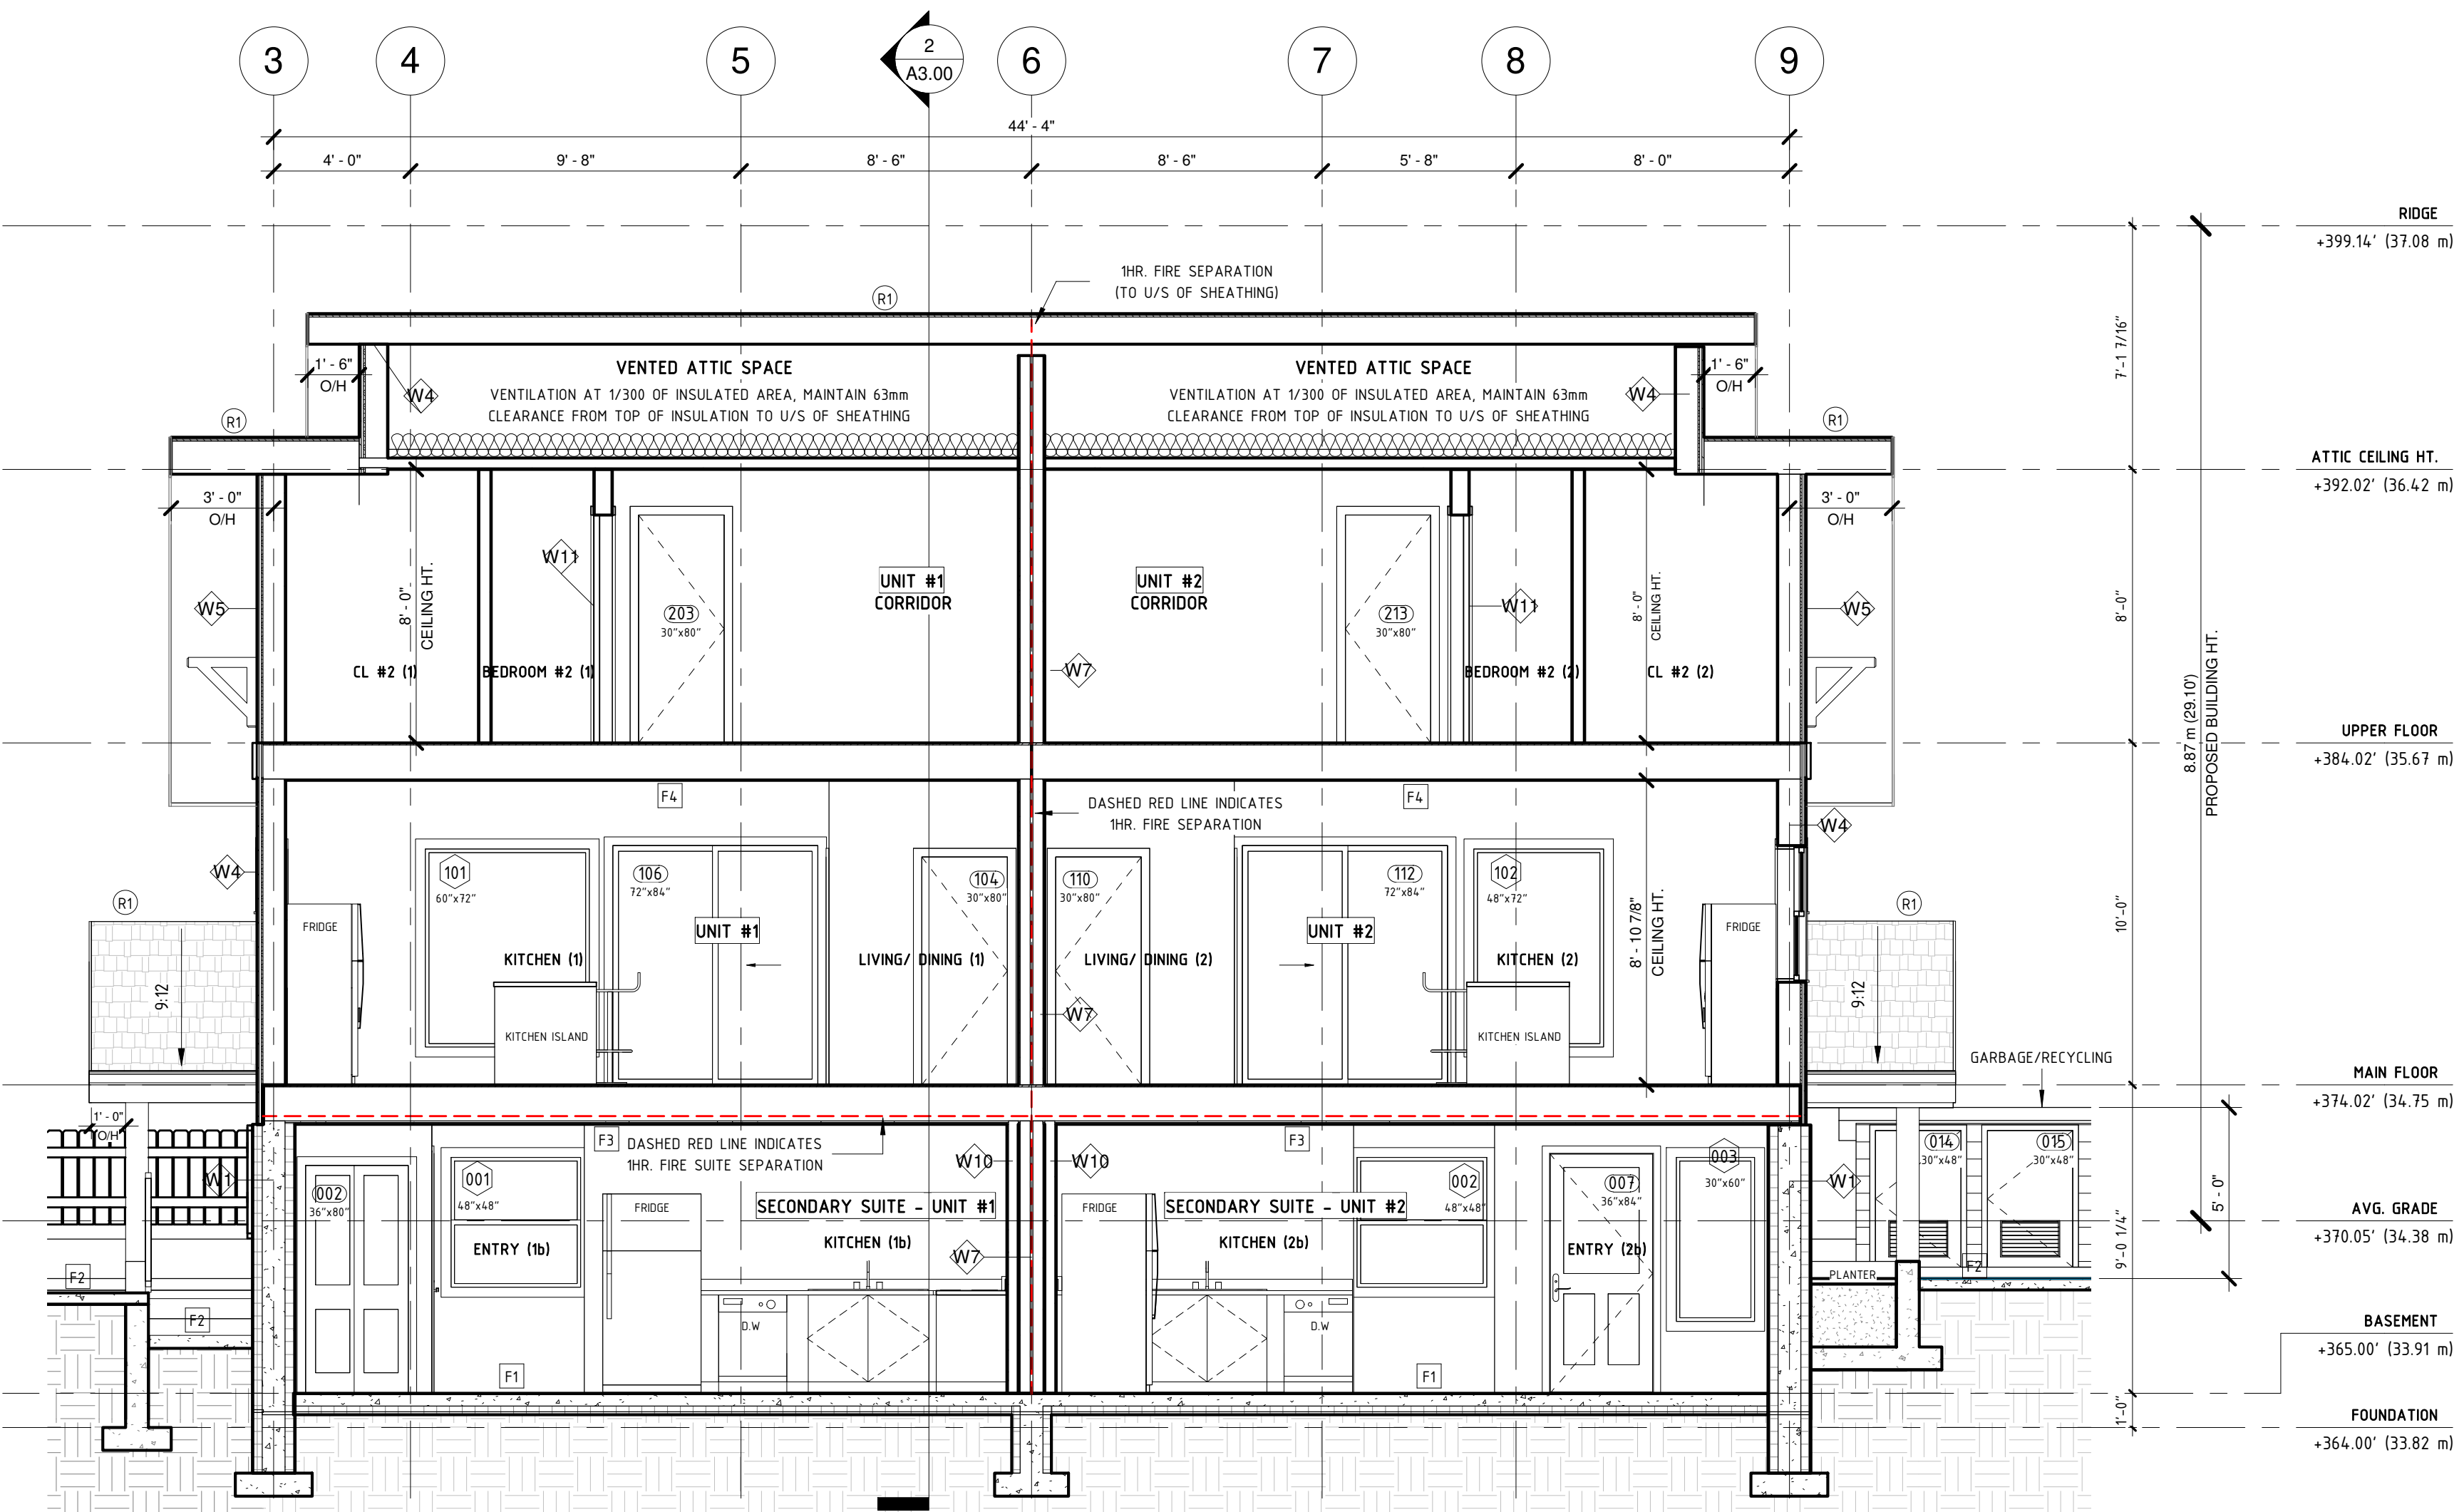 3
4
5
2
A3.00
6
7
8
9
44' - 4"
4' - 0"
9' - 8"
8' - 6"
8' - 6"
5' - 8"
8' - 0"
RIDGE
+399.14' (37.08 m)
1HR. FIRE SEPARATION
(TO U/S OF SHEATHING)
R1
7'-1 7/16"
1' - 6"
O/H
VENTED ATTIC SPACE
VENTILATION AT 1/300 OF INSULATED AREA, MAINTAIN 63mm
CLEARANCE FROM TOP OF INSULATION TO U/S OF SHEATHING
W4
VENTED ATTIC SPACE
VENTILATION AT 1/300 OF INSULATED AREA, MAINTAIN 63mm
CLEARANCE FROM TOP OF INSULATION TO U/S OF SHEATHING
W4
1' - 6"
O/H
R1
R1
ATTIC CEILING HT.
+392.02' (36.42 m)
3' - 0"
O/H
3' - 0"
O/H
W11
8' - 0"
CEILING HT.
UNIT #1
CORRIDOR
UNIT #2
CORRIDOR
8' - 0"
CEILING HT.
W11
8'-0"
W5
203
30"x80"
213
30"x80"
W5
CL #2 (1)
BEDROOM #2 (1)
W7
BEDROOM #2 (2)
CL #2 (2)
8.87 m (29.10')
PROPOSED BUILDING HT.
UPPER FLOOR
+384.02' (35.67 m)
F4
F4
DASHED RED LINE INDICATES
1HR. FIRE SEPARATION
W4
W4
101
60"x72"
106
72"x84"
104
30"x80"
110
30"x80"
112
72"x84"
102
48"x72"
R1
R1
FRIDGE
UNIT #1
UNIT #2
8' - 10 7/8"
CEILING HT.
FRIDGE
10'-0"
KITCHEN (1)
LIVING/ DINING (1)
LIVING/ DINING (2)
KITCHEN (2)
9:12
9:12
W7
KITCHEN ISLAND
KITCHEN ISLAND
GARBAGE/RECYCLING
MAIN FLOOR
+374.02' (34.75 m)
1' - 0"
O/H
F3
DASHED RED LINE INDICATES
1HR. FIRE SUITE SEPARATION
F3
W10
W10
W1
002
36"x80"
001
48"x48"
FRIDGE
SECONDARY SUITE - UNIT #1
FRIDGE
SECONDARY SUITE - UNIT #2
002
48"x48"
007
36"x84"
003
30"x60"
W1
014
30"x48"
015
30"x48"
5' - 0"
AVG. GRADE
+370.05' (34.38 m)
ENTRY (1b)
KITCHEN (1b)
W7
KITCHEN (2b)
ENTRY (2b)
9'-0 1/4"
F2
F2
PLANTER
F2
D.W
D.W
BASEMENT
+365.00' (33.91 m)
F1
F1
1'-0"
FOUNDATION
+364.00' (33.82 m)